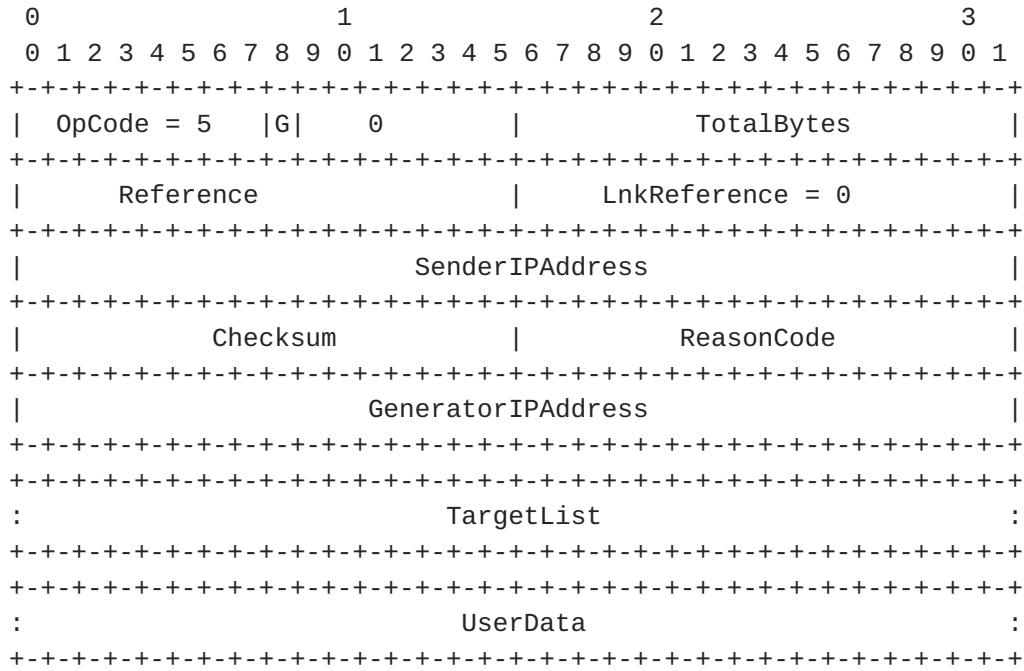 0                   1                   2                   3
 0 1 2 3 4 5 6 7 8 9 0 1 2 3 4 5 6 7 8 9 0 1 2 3 4 5 6 7 8 9 0 1
+-+-+-+-+-+-+-+-+-+-+-+-+-+-+-+-+-+-+-+-+-+-+-+-+-+-+-+-+-+-+-+-+
|  OpCode = 5   |G|    0        |           TotalBytes          |
+-+-+-+-+-+-+-+-+-+-+-+-+-+-+-+-+-+-+-+-+-+-+-+-+-+-+-+-+-+-+-+-+
|      Reference                |     LnkReference = 0          |
+-+-+-+-+-+-+-+-+-+-+-+-+-+-+-+-+-+-+-+-+-+-+-+-+-+-+-+-+-+-+-+-+
|                         SenderIPAddress                       |
+-+-+-+-+-+-+-+-+-+-+-+-+-+-+-+-+-+-+-+-+-+-+-+-+-+-+-+-+-+-+-+-+
|            Checksum           |          ReasonCode           |
+-+-+-+-+-+-+-+-+-+-+-+-+-+-+-+-+-+-+-+-+-+-+-+-+-+-+-+-+-+-+-+-+
|                      GeneratorIPAddress                       |
+-+-+-+-+-+-+-+-+-+-+-+-+-+-+-+-+-+-+-+-+-+-+-+-+-+-+-+-+-+-+-+-+
+-+-+-+-+-+-+-+-+-+-+-+-+-+-+-+-+-+-+-+-+-+-+-+-+-+-+-+-+-+-+-+-+
:                           TargetList                          :
+-+-+-+-+-+-+-+-+-+-+-+-+-+-+-+-+-+-+-+-+-+-+-+-+-+-+-+-+-+-+-+-+
+-+-+-+-+-+-+-+-+-+-+-+-+-+-+-+-+-+-+-+-+-+-+-+-+-+-+-+-+-+-+-+-+
:                            UserData                           :
+-+-+-+-+-+-+-+-+-+-+-+-+-+-+-+-+-+-+-+-+-+-+-+-+-+-+-+-+-+-+-+-+